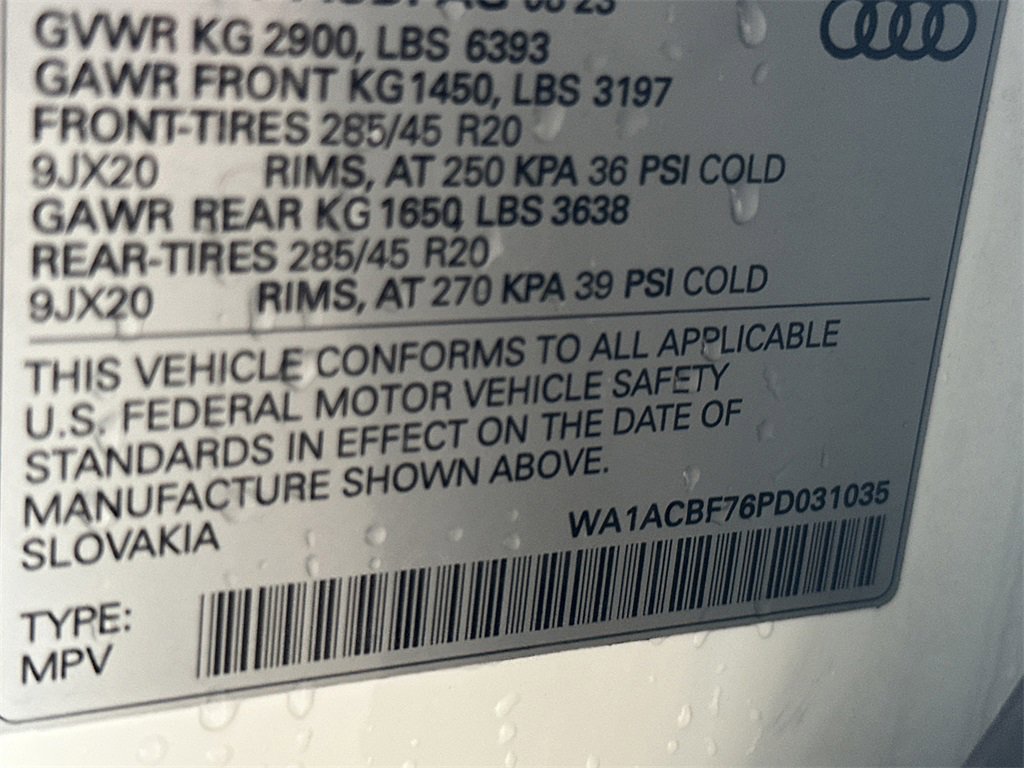 GVWR KG 2900, LBS 6393
GAWR FRONT KG 1450, LBS 3197
FRONT-TIRES 285/45 R20
9JX20 RIMS, AT 250 KPA 36 PSI COLD
GAWR REAR KG 1650, LBS 3638
REAR-TIRES 285/45 R20
9JX20 RIMS, AT 270 KPA 39 PSI COLD
THIS VEHICLE CONFORMS TO ALL APPLICABLE
U.S. FEDERAL MOTOR VEHICLE SAFETY
STANDARDS IN EFFECT ON THE DATE OF
MANUFACTURE SHOWN ABOVE.
SLOVAKIA WA1ACBF76PD031035
TYPE:
MPV